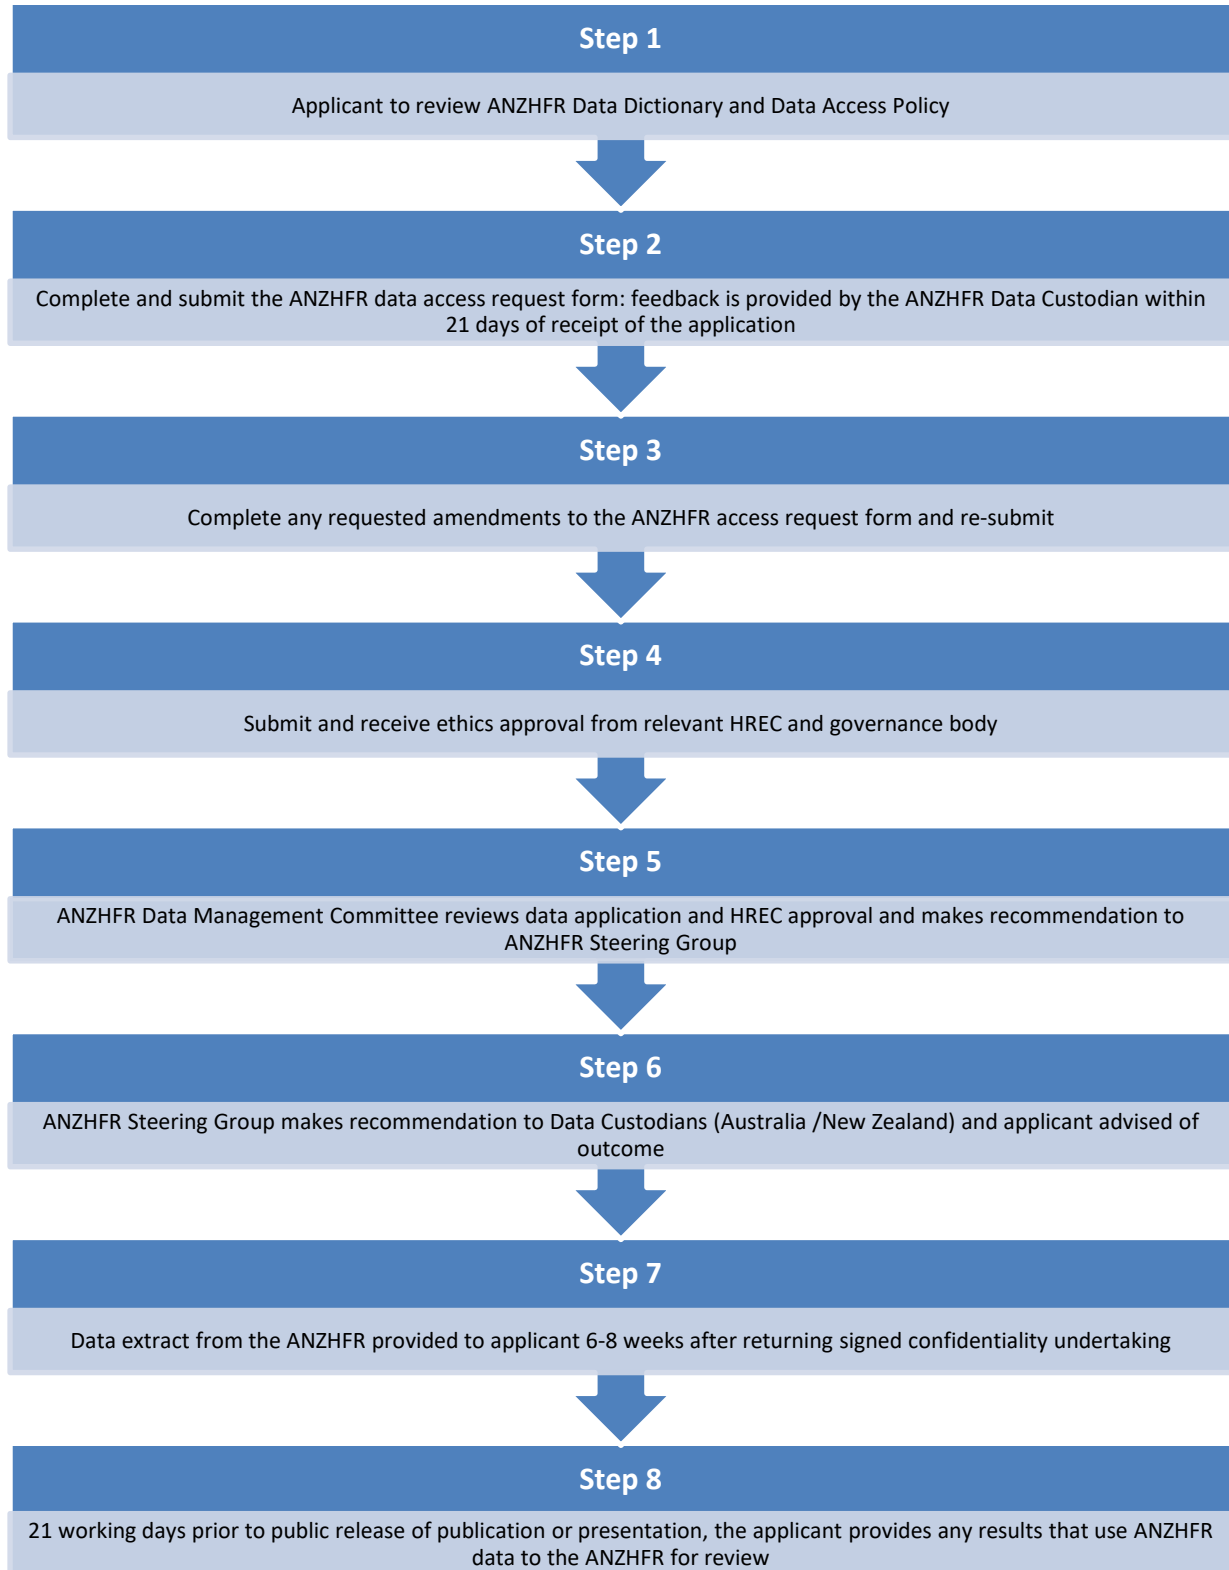 Step 1
Applicant to review ANZHFR Data Dictionary and Data Access Policy
Step 2
Complete and submit the ANZHFR data access request form: feedback is provided by the ANZHFR Data Custodian within
21 days of receipt of the application
Step 3
Complete any requested amendments to the ANZHFR access request form and re-submit
Step 4
Submit and receive ethics approval from relevant HREC and governance body
Step 5
ANZHFR Data Management Committee reviews data application and HREC approval and makes recommendation to
ANZHFR Steering Group
Step 6
ANZHFR Steering Group makes recommendation to Data Custodians (Australia /New Zealand) and applicant advised of
outcome
Step 7
Data extract from the ANZHFR provided to applicant 6-8 weeks after returning signed confidentiality undertaking
Step 8
21 working days prior to public release of publication or presentation, the applicant provides any results that use ANZHFR
data to the ANZHFR for review